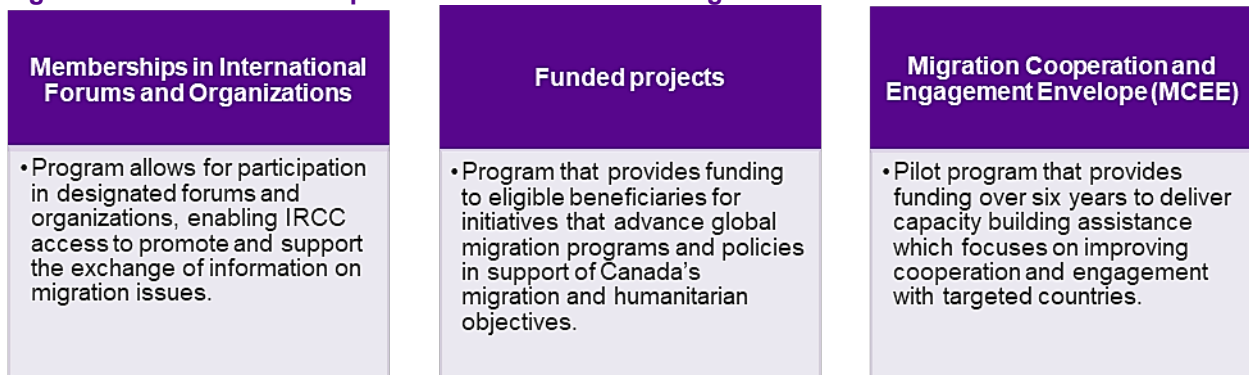 Memberships in International
Forums and Organizations
• Program allows for participation
in designated forums and
organizations, enabling IRCC
access to promote and support
the exchange of information on
migration issues.
Funded projects
• Program that provides funding
to eligible beneficiaries for
initiatives that advance global
migration programs and policies
in support of Canada's
migration and humanitarian
objectives.
Migration Cooperation and
Engagement Envelope (MCEE)
• Pilot program that provides
funding over six years to deliver
capacity building assistance
which focuses on improving
cooperation and engagement
with targeted countries.